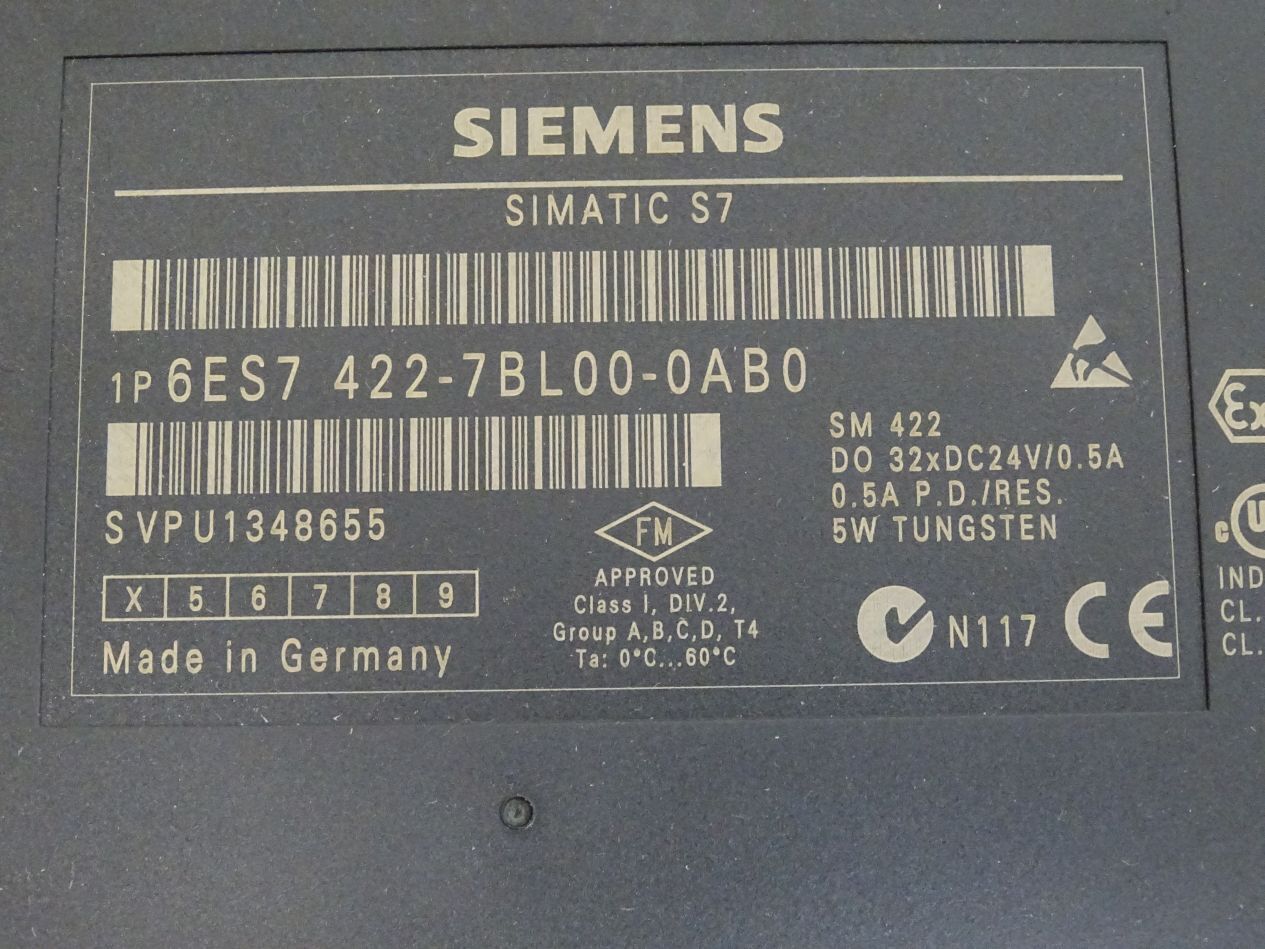 SIEMENS
SIMATIC S7
1P 6ES7 422-7BL00-0AB0
SM 422
DO 32xDC24V/0.5A
0.5A P.D./RES.
5W TUNGSTEN
S VPU1348655
FM
APPROVED
Class I, DIV.2,
Group A,B,C,D, T4
Ta: 0°C...60°C
X 5 6 7 8 9
Made in Germany
N117 CE
Ex
c U
IND
CL.
CL.